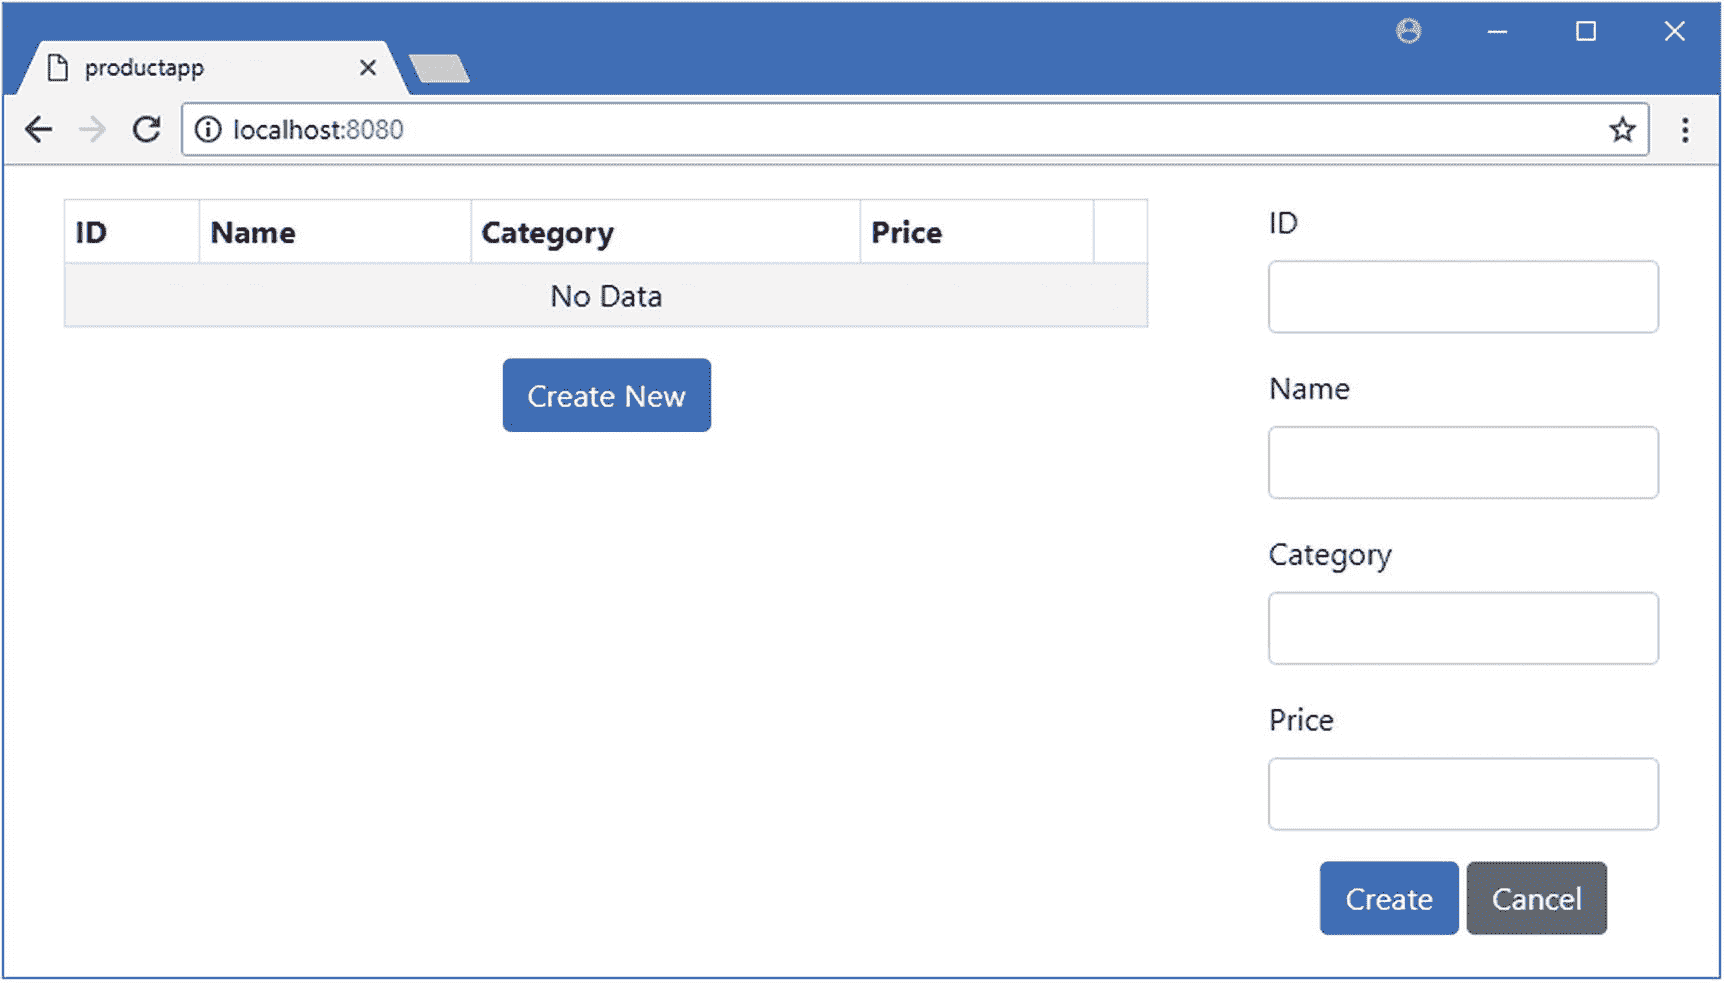 productapp
localhost:8080
ID Name Category Price
No Data
Create New
ID
Name
Category
Price
Create Cancel